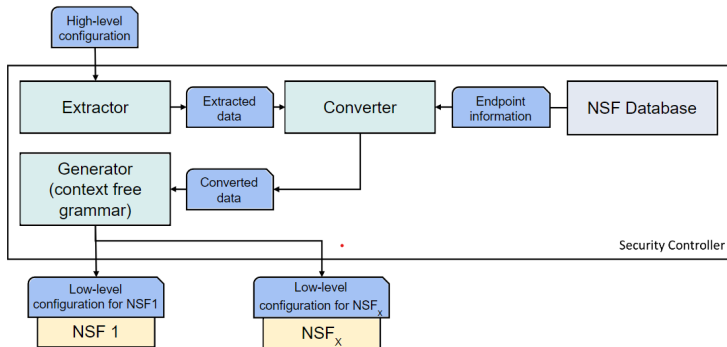 High-level
configuration
Extractor
Extracted
data
Converter
Endpoint
information
NSF Database
Generator
(context free
grammar)
Converted
data
Security Controller
Low-level
configuration for NSF1
NSF 1
Low-level
configuration for NSFx
NSFx